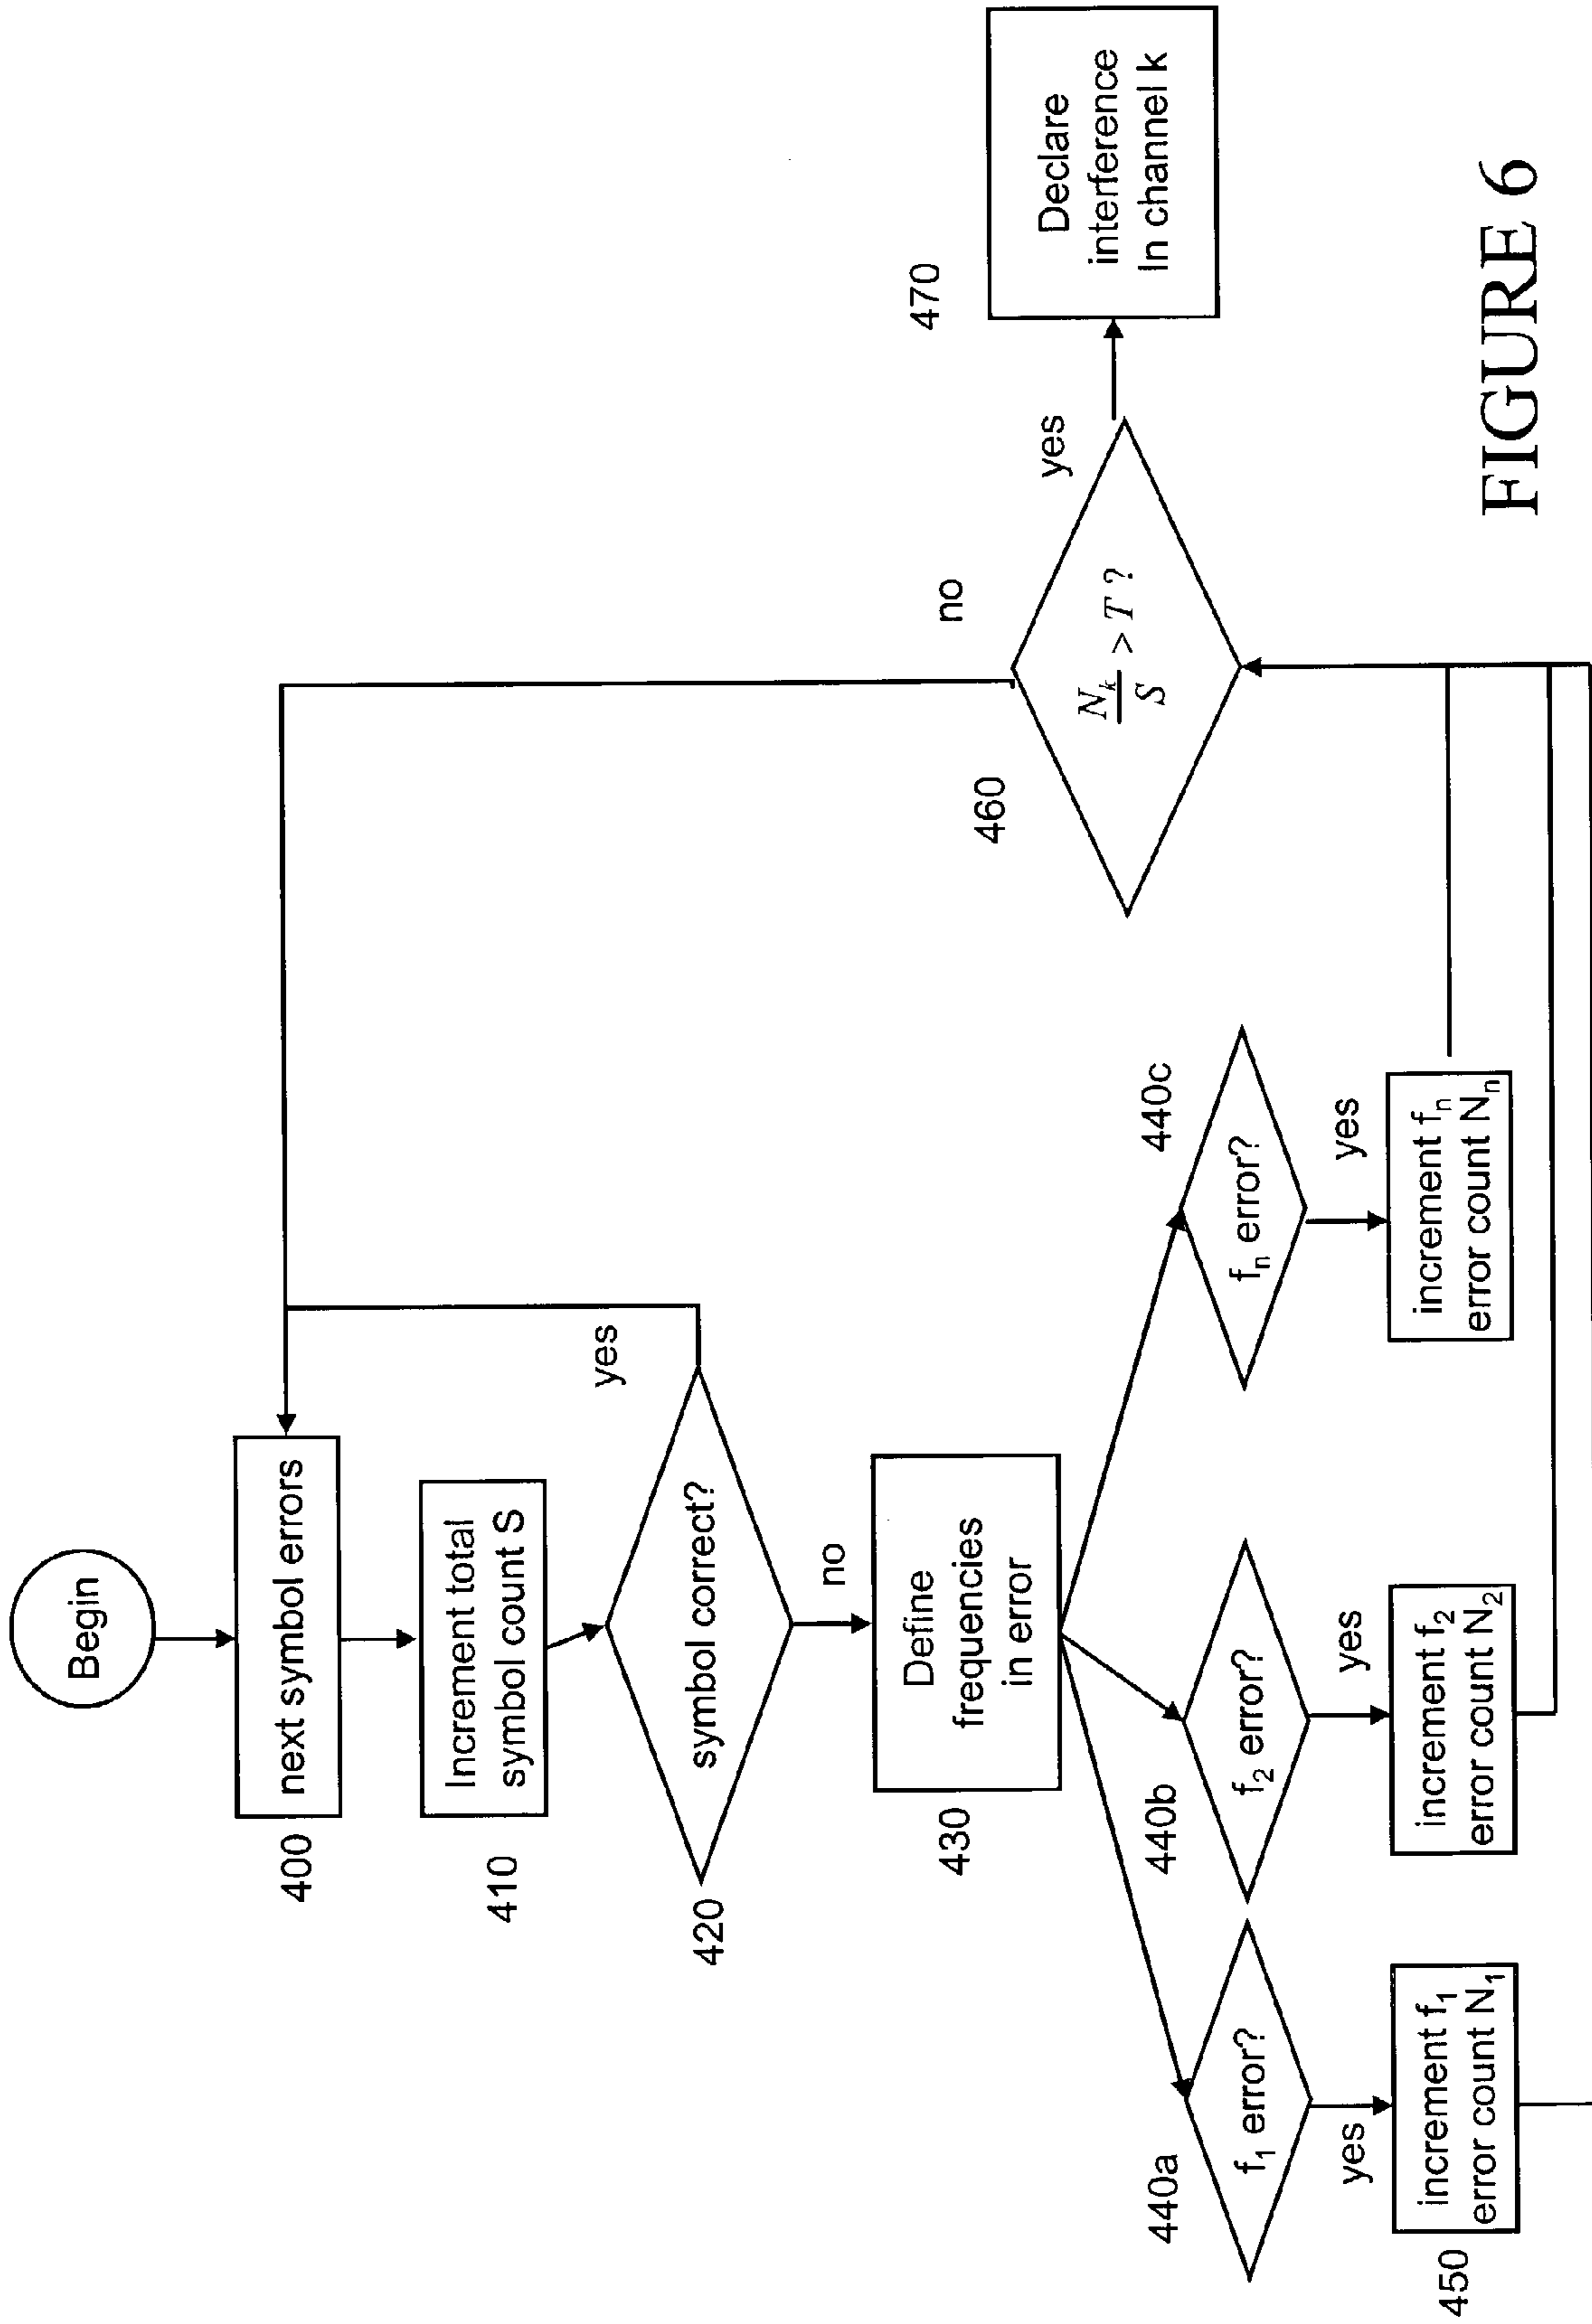 Begin
400
next symbol errors
410
Increment total
symbol count S
420
symbol correct?
yes
no
430
Define
frequencies
in error
440a
f₁ error?
yes
440b
f₂ error?
yes
440c
fₙ error?
yes
450
increment f₁
error count N₁
increment f₂
error count N₂
increment fₙ
error count Nₙ
460
Nₖ
S
> T ?
no
yes
470
Declare
interference
In channel k
FIGURE 6